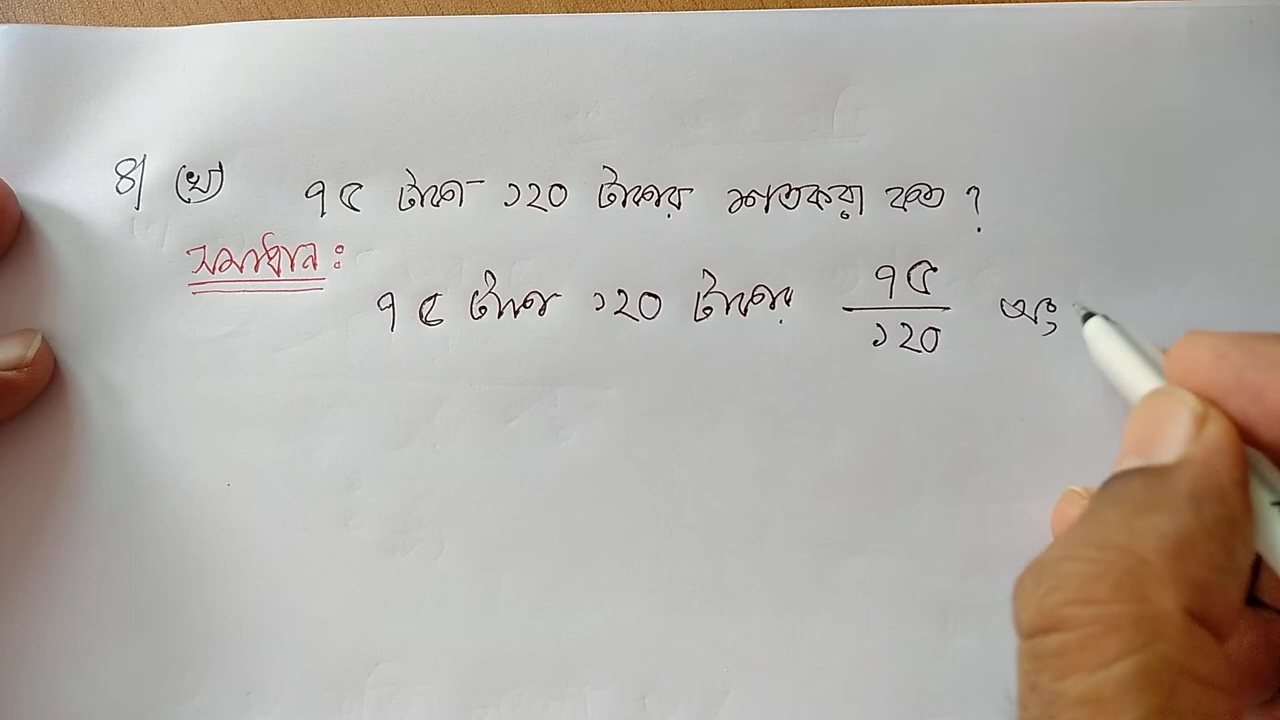 ৪| (খ) ৭৫ টাকা ১২০ টাকার শতকরা কত ?
সমাধান :
৭৫ টাকা ১২০ টাকার ৭৫/১২০ অং